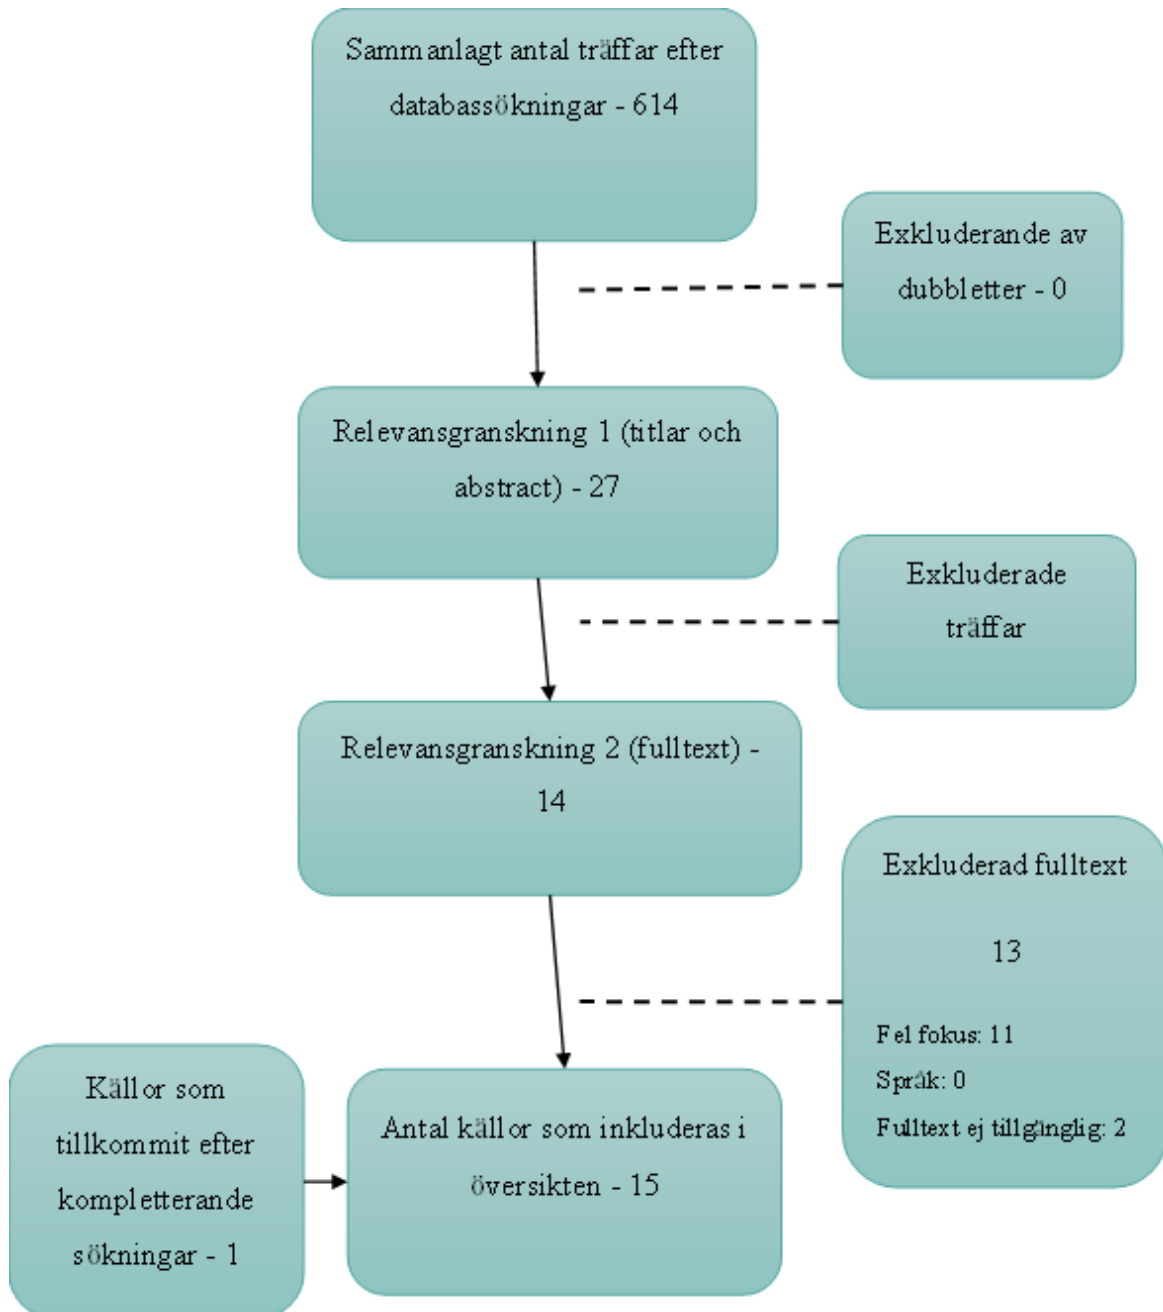 Sammanlagt antal träffar efter
databassökningar - 614
Exkluderande av
dubbletter - 0
Relevansgranskning 1 (titlar och
abstract) - 27
Exkluderade
träffar
Relevansgranskning 2 (fulltext) -
14
Exkluderad fulltext
13
Fel fokus: 11
Språk: 0
Fulltext ej tillgänglig: 2
Källor som
tillkommit efter
kompletterande
sökningar - 1
Antal källor som inkluderas i
översikten - 15